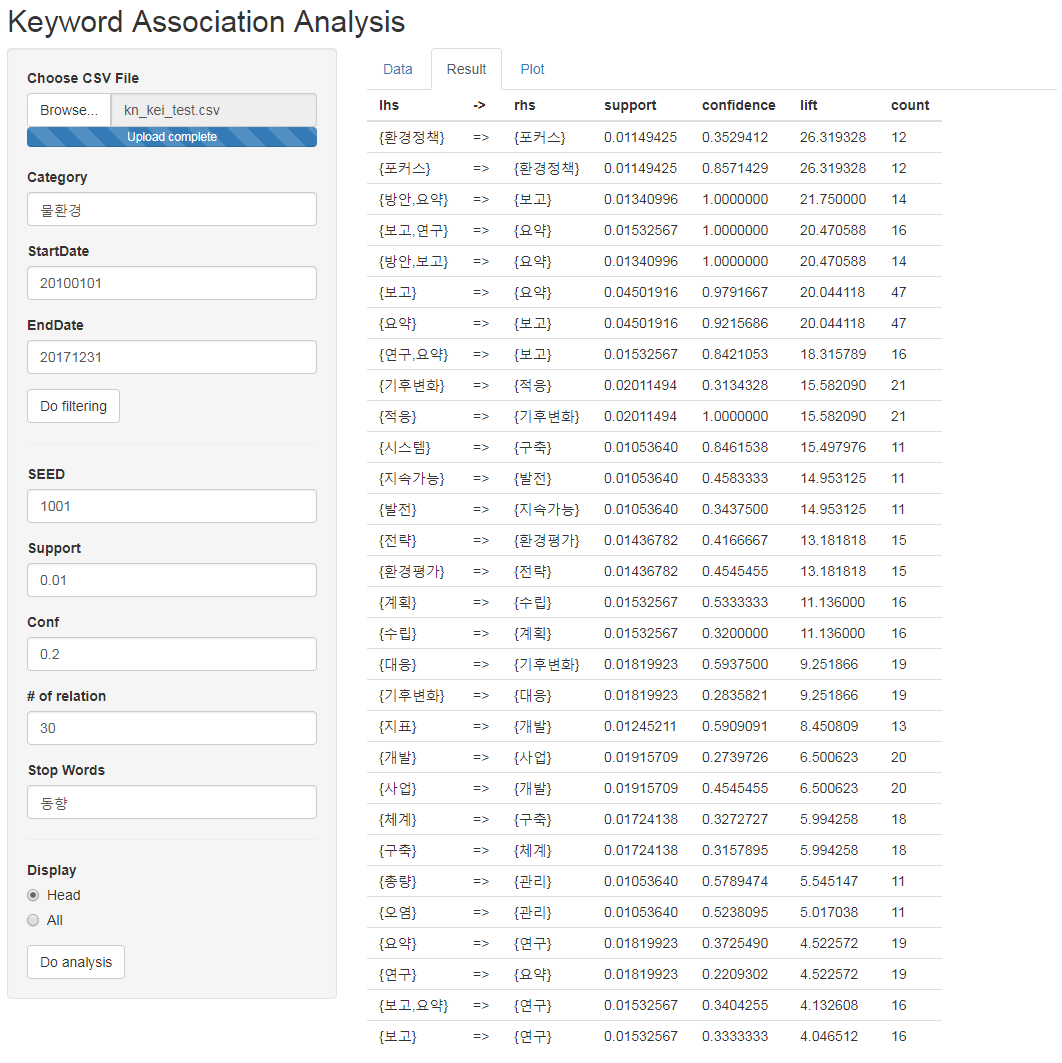 Keyword Association Analysis
Choose CSV File
Browse... kn_kei_test.csv
Upload complete
Category
물환경
StartDate
20100101
EndDate
20171231
Do filtering
SEED
1001
Support
0.01
Conf
0.2
# of relation
30
Stop Words
동향
Display
Head
All
Do analysis
Data Result Plot
lhs -> rhs support confidence lift count
{환경정책} => {포커스} 0.01149425 0.3529412 26.319328 12
{포커스} => {환경정책} 0.01149425 0.8571429 26.319328 12
{방안,요약} => {보고} 0.01340996 1.0000000 21.750000 14
{보고,연구} => {요약} 0.01532567 1.0000000 20.470588 16
{방안,보고} => {요약} 0.01340996 1.0000000 20.470588 14
{보고} => {요약} 0.04501916 0.9791667 20.044118 47
{요약} => {보고} 0.04501916 0.9215686 20.044118 47
{연구,요약} => {보고} 0.01532567 0.8421053 18.315789 16
{기후변화} => {적응} 0.02011494 0.3134328 15.582090 21
{적응} => {기후변화} 0.02011494 1.0000000 15.582090 21
{시스템} => {구축} 0.01053640 0.8461538 15.497976 11
{지속가능} => {발전} 0.01053640 0.4583333 14.953125 11
{발전} => {지속가능} 0.01053640 0.3437500 14.953125 11
{전략} => {환경평가} 0.01436782 0.4166667 13.181818 15
{환경평가} => {전략} 0.01436782 0.4545455 13.181818 15
{계획} => {수립} 0.01532567 0.5333333 11.136000 16
{수립} => {계획} 0.01532567 0.3200000 11.136000 16
{대응} => {기후변화} 0.01819923 0.5937500 9.251866 19
{기후변화} => {대응} 0.01819923 0.2835821 9.251866 19
{지표} => {개발} 0.01245211 0.5909091 8.450809 13
{개발} => {사업} 0.01915709 0.2739726 6.500623 20
{사업} => {개발} 0.01915709 0.4545455 6.500623 20
{체계} => {구축} 0.01724138 0.3272727 5.994258 18
{구축} => {체계} 0.01724138 0.3157895 5.994258 18
{총량} => {관리} 0.01053640 0.5789474 5.545147 11
{오염} => {관리} 0.01053640 0.5238095 5.017038 11
{요약} => {연구} 0.01819923 0.3725490 4.522572 19
{연구} => {요약} 0.01819923 0.2209302 4.522572 19
{보고,요약} => {연구} 0.01532567 0.3404255 4.132608 16
{보고} => {연구} 0.01532567 0.3333333 4.046512 16